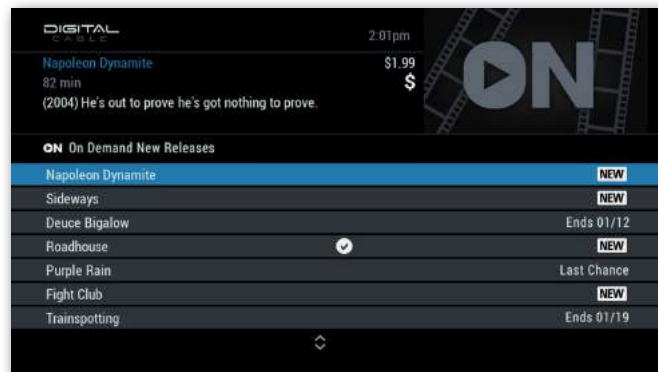 DIGITAL
CABLE
2:01pm
Napoleon Dynamite $1.99
82 min $
(2004) He's out to prove he's got nothing to prove.
ON
ON On Demand New Releases
Napoleon Dynamite NEW
Sideways NEW
Deuce Bigalow Ends 01/12
Roadhouse NEW
Purple Rain Last Chance
Fight Club NEW
Trainspotting Ends 01/19